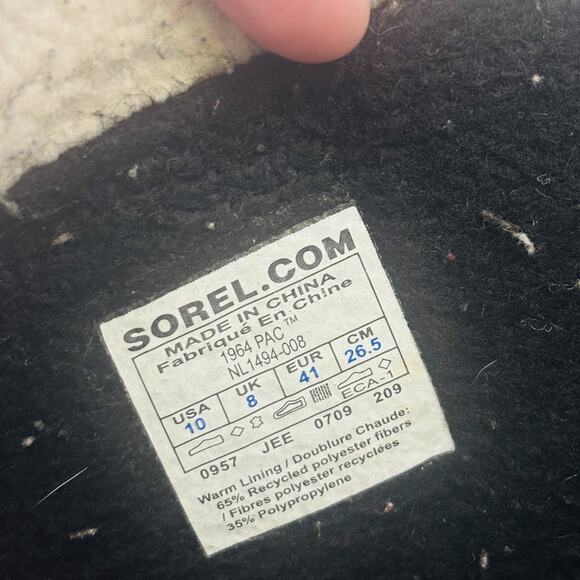 SOREL.COM
MADE IN CHINA
Fabriqué En Chine
1964 PAC™
NL1494-008
USA UK EUR CM
10 8 41 26.5
ECA-1
0957 JEE 0709 209
Warm Lining / Doublure Chaude:
65% Recycled polyester fibers
/ Fibres polyester recyclées
35% Polypropylene